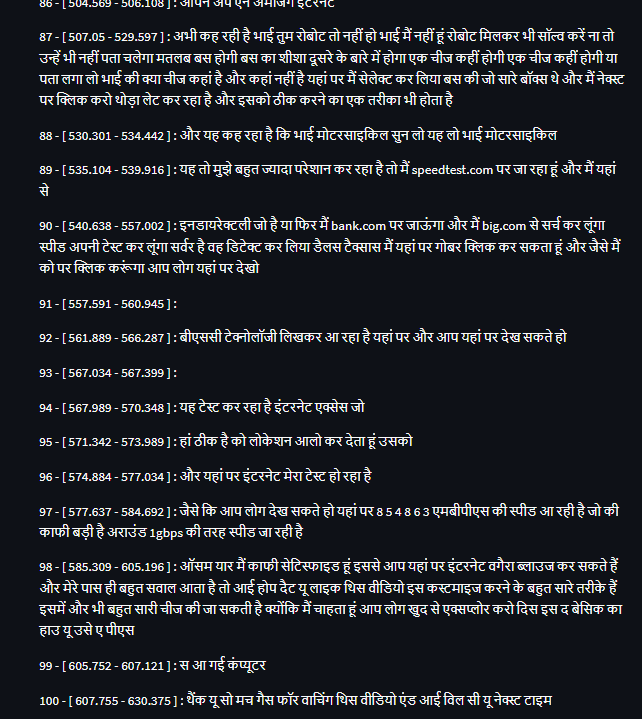 86 - [ 504.569 - 506.108 ] : आपने अप एन अमेजिंग इंटरनेट
87 - [ 507.05 - 529.597 ] : अभी कह रही है भाई तुम रोबोट तो नहीं हो भाई मैं नहीं हूं रोबोट मिलकर भी सॉल्व करें ना तो
उन्हें भी नहीं पता चलेगा मतलब बस होगी बस का शीशा दूसरे के बारे में होगा एक चीज कहीं होगी एक चीज कहीं होगी या
पता लगा लो भाई की क्या चीज कहां है और कहां नहीं है यहां पर मैं सेलेक्ट कर लिया बस की जो सारे बॉक्स थे और मैं नेक्स्ट
पर क्लिक करो थोड़ा लेट कर रहा है और इसको ठीक करने का एक तरीका भी होता है
88 - [ 530.301 - 534.442 ] : और यह कह रहा है कि भाई मोटरसाइकिल सुन लो यह लो भाई मोटरसाइकिल
89 - [ 535.104 - 539.916 ] : यह तो मुझे बहुत ज्यादा परेशान कर रहा है तो मैं speedtest.com पर जा रहा हूं और मैं यहां
से
90 - [ 540.638 - 557.002 ] : इनडायरेक्टली जो है या फिर मैं bank.com पर जाऊंगा और मैं big.com से सर्च कर लूंगा
स्पीड अपनी टेस्ट कर लूंगा सर्वर है वह डिटेक्ट कर लिया डैलस टैक्सास मैं यहां पर गोबर क्लिक कर सकता हूं और जैसे मैं
को पर क्लिक करूंगा आप लोग यहां पर देखो
91 - [ 557.591 - 560.945 ] :
92 - [ 561.889 - 566.287 ] : बीएससी टेक्नोलॉजी लिखकर आ रहा है यहां पर और आप यहां पर देख सकते हो
93 - [ 567.034 - 567.399 ] :
94 - [ 567.989 - 570.348 ] : यह टेस्ट कर रहा है इंटरनेट एक्सेस जो
95 - [ 571.342 - 573.989 ] : हां ठीक है को लोकेशन आलो कर देता हूं उसको
96 - [ 574.884 - 577.034 ] : और यहां पर इंटरनेट मेरा टेस्ट हो रहा है
97 - [ 577.637 - 584.692 ] : जैसे कि आप लोग देख सकते हो यहां पर 8 5 4 8 6 3 एमबीपीएस की स्पीड आ रही है जो की
काफी बड़ी है अराउंड 1gbps की तरह स्पीड जा रही है
98 - [ 585.309 - 605.196 ] : ऑसम यार मैं काफी सेटिस्फाइड हूं इससे आप यहां पर इंटरनेट वगैरा ब्लाउज कर सकते हैं
और मेरे पास ही बहुत सवाल आता है तो आई होप दैट यू लाइक थिस वीडियो इस कस्टमाइज करने के बहुत सारे तरीके हैं
इसमें और भी बहुत सारी चीज की जा सकती है क्योंकि मैं चाहता हूं आप लोग खुद से एक्सप्लोर करो दिस इस द बेसिक का
हाउ यू उसे ए पीएस
99 - [ 605.752 - 607.121 ] : स आ गई कंप्यूटर
100 - [ 607.755 - 630.375 ] : थैंक यू सो मच गैस फॉर वाचिंग थिस वीडियो एंड आई विल सी यू नेक्स्ट टाइम